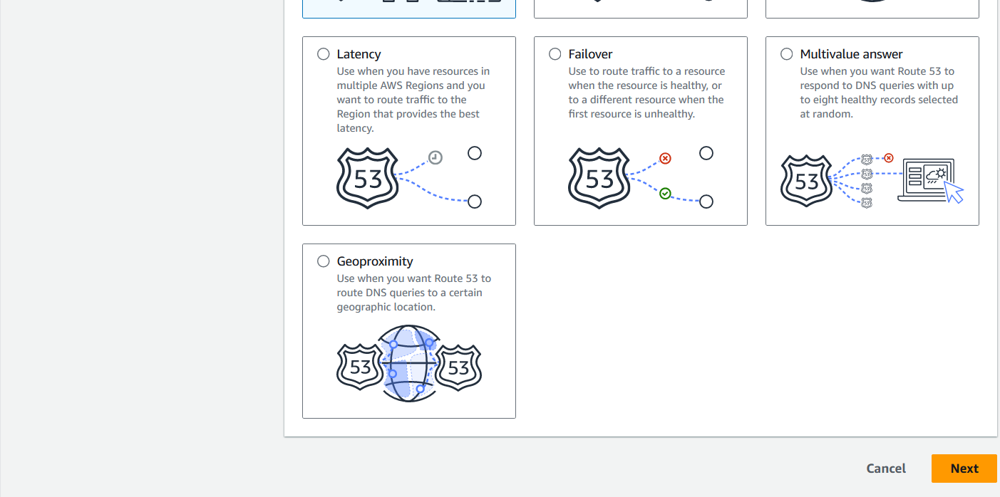 Latency
Use when you have resources in
multiple AWS Regions and you
want to route traffic to the
Region that provides the best
latency.
53
Failover
Use to route traffic to a resource
when the resource is healthy, or
to a different resource when the
first resource is unhealthy.
53
Multivalue answer
Use when you want Route 53 to
respond to DNS queries with up
to eight healthy records selected
at random.
53
53
53
53
53
Geoproximity
Use when you want Route 53 to
route DNS queries to a certain
geographic location.
53
53
Cancel
Next